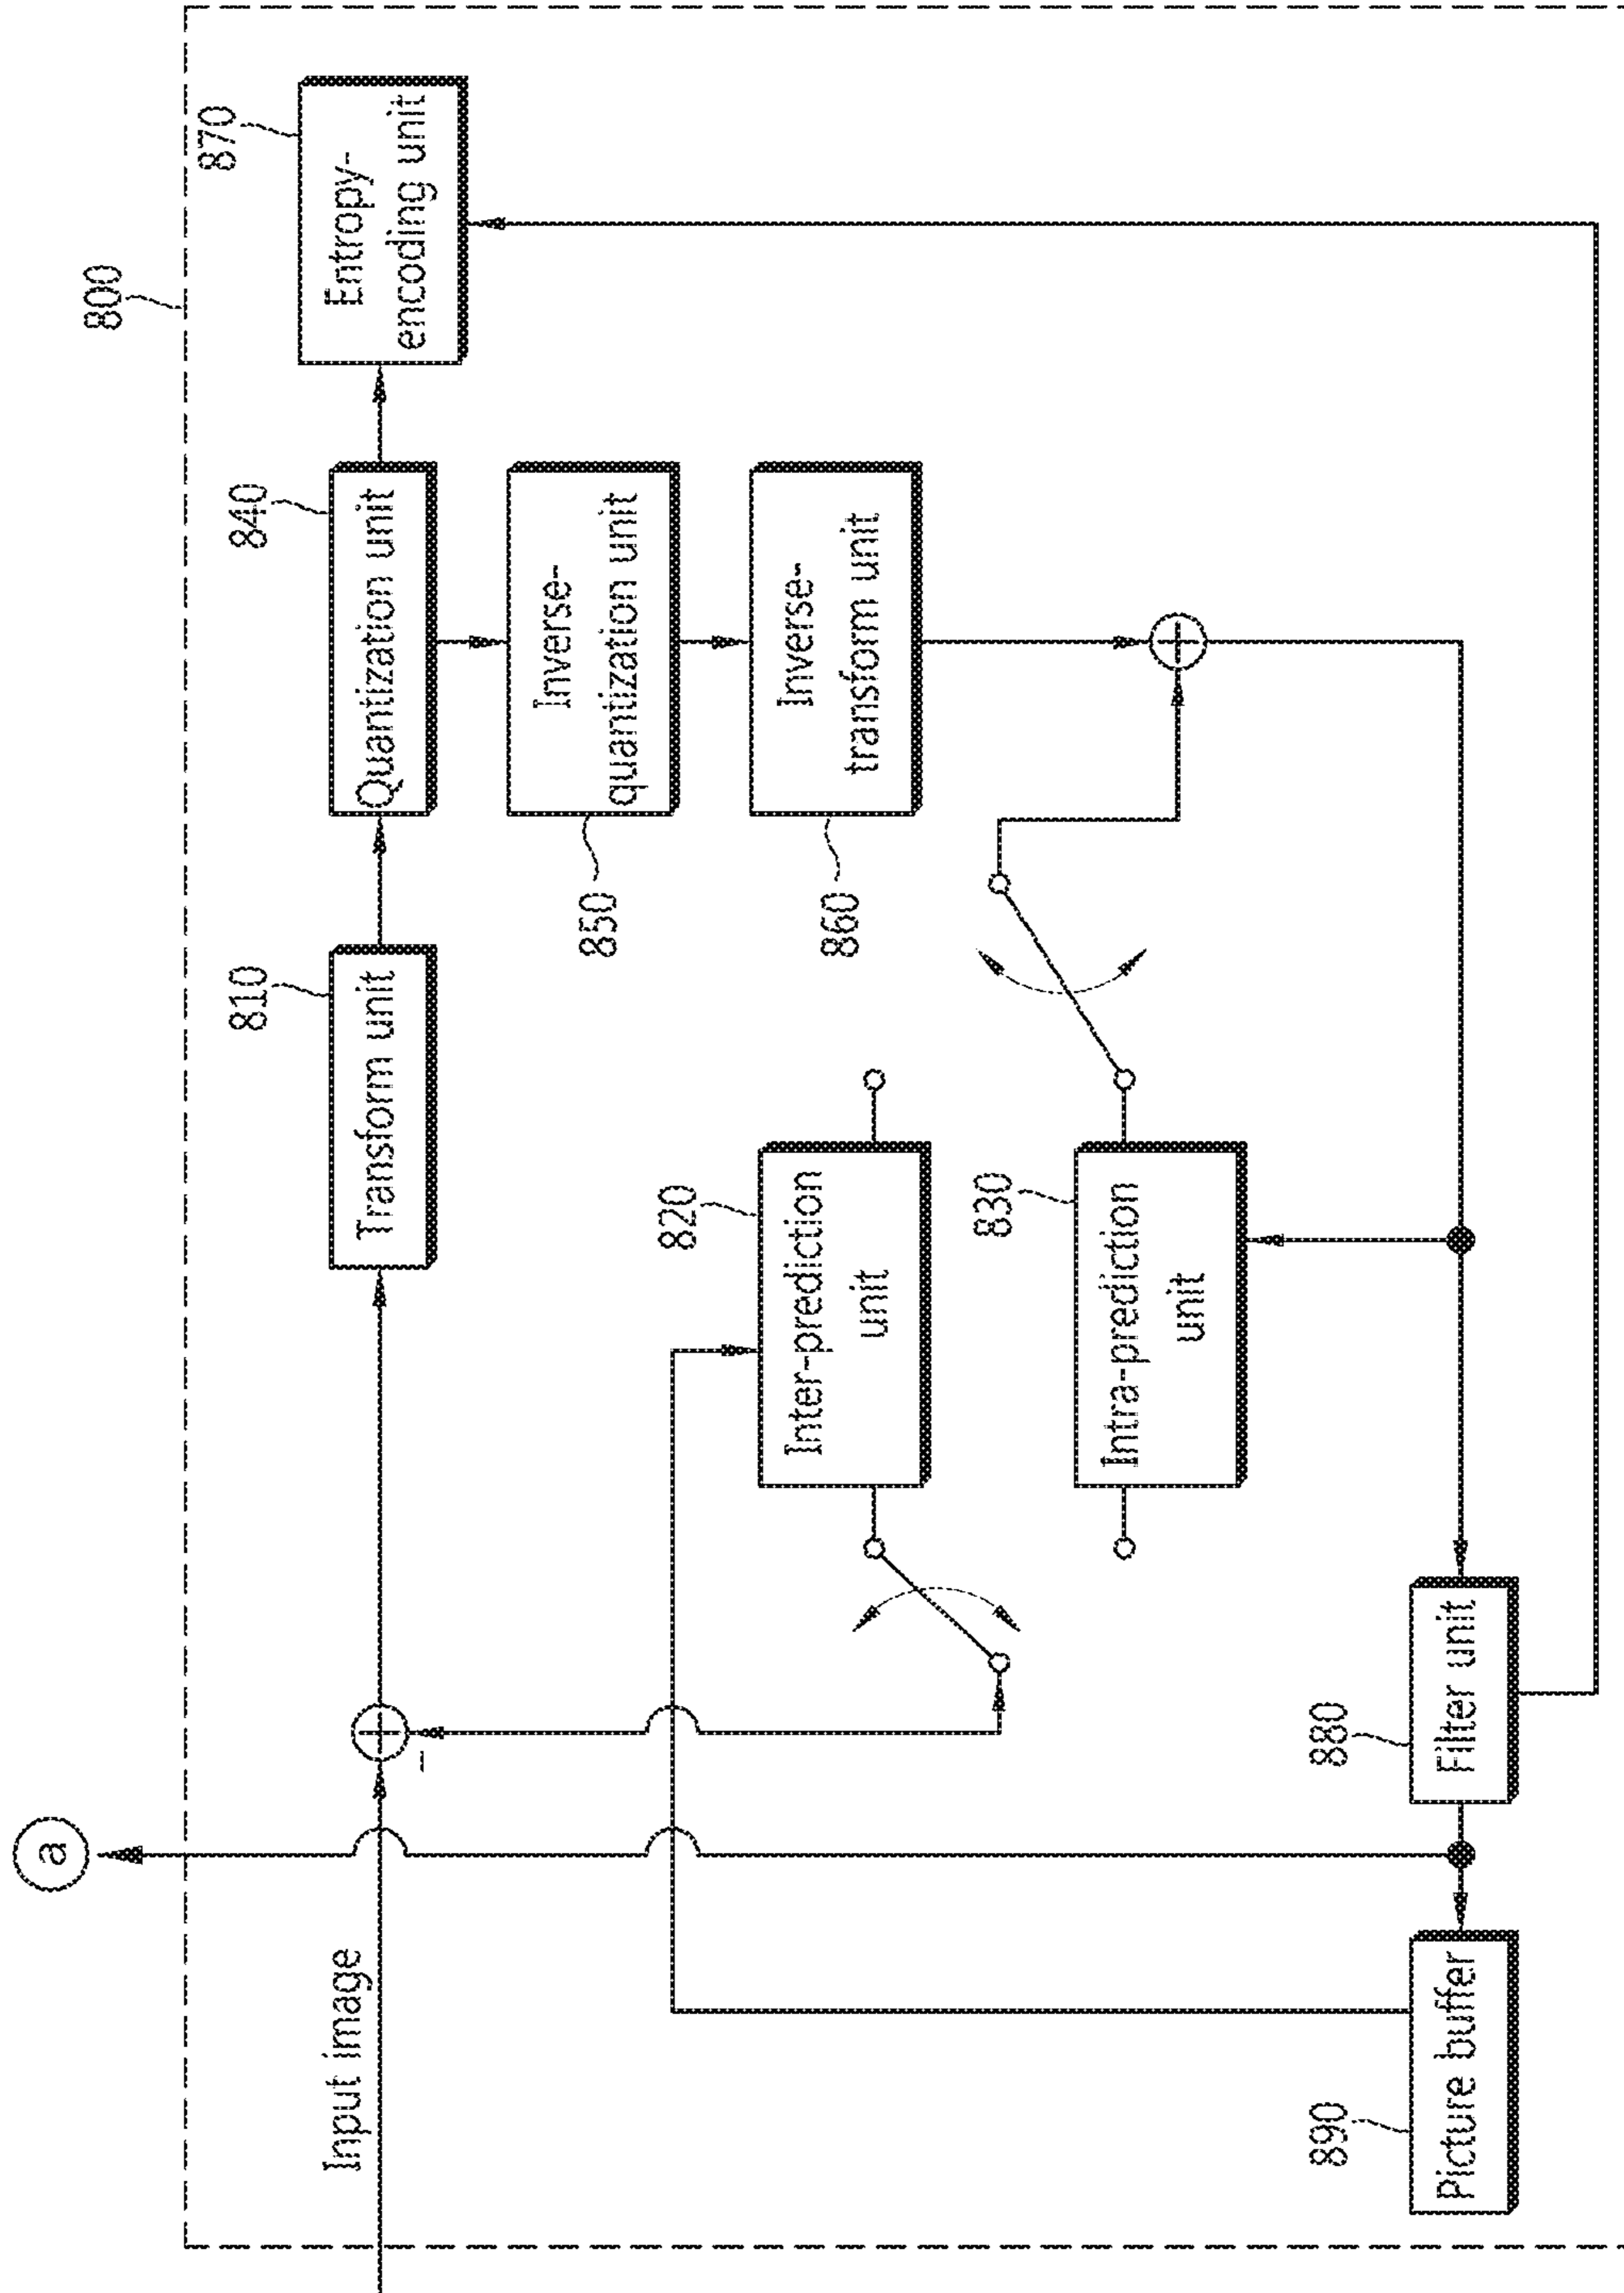 a
800
Input image
-
810
Transform unit
840
Quantization unit
870
Entropy-
encoding unit
850
Inverse-
quantization unit
860
Inverse-
transform unit
820
Inter-prediction
unit
830
Intra-prediction
unit
890
Picture buffer
880
Filter unit